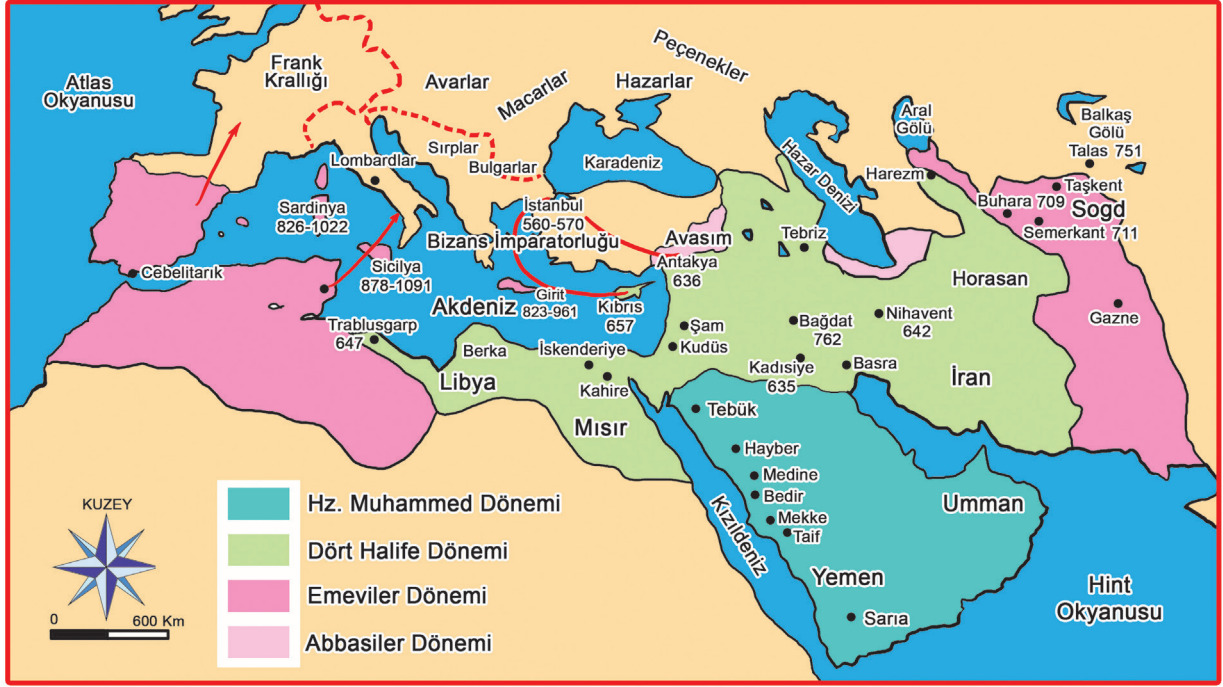 Atlas
Okyanusu
Frank
Krallığı
Avarlar
Macarlar
Hazarlar
Peçenekler
Aral
Gölü
Balkaş
Gölü
Talas 751
Lombardlar
Sırplar
Bulgarlar
Karadeniz
Hazar Denizi
Harezm
Taşkent
Buhara 709
Sogd
Semerkant 711
Sardinya
826-1022
İstanbul
560-570
Bizans İmparatorluğu
Avasım
Tebriz
Cebelitarık
Sicilya
878-1091
Antakya
636
Horasan
Akdeniz
Girit
823-961
Kıbrıs
657
Trablusgarp
647
Şam
Kudüs
Bağdat
762
Nihavent
642
Gazne
Berka
İskenderiye
Kadısiye
635
Basra
İran
Libya
Kahire
Mısır
Tebük
Hayber
Medine
Bedir
Mekke
Taif
Kızıldeniz
Umman
Yemen
Sarıa
Hint
Okyanusu
KUZEY
0 600 Km
Hz. Muhammed Dönemi
Dört Halife Dönemi
Emeviler Dönemi
Abbasiler Dönemi